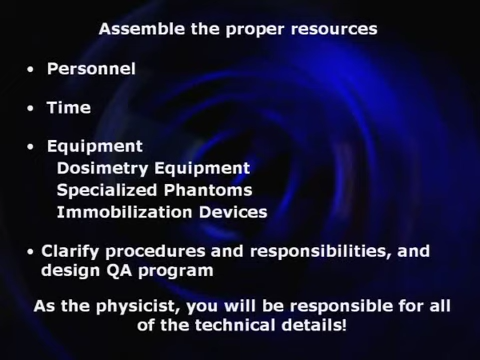 Assemble the proper resources
• Personnel
• Time
• Equipment
Dosimetry Equipment
Specialized Phantoms
Immobilization Devices
• Clarify procedures and responsibilities, and
design QA program
As the physicist, you will be responsible for all
of the technical details!